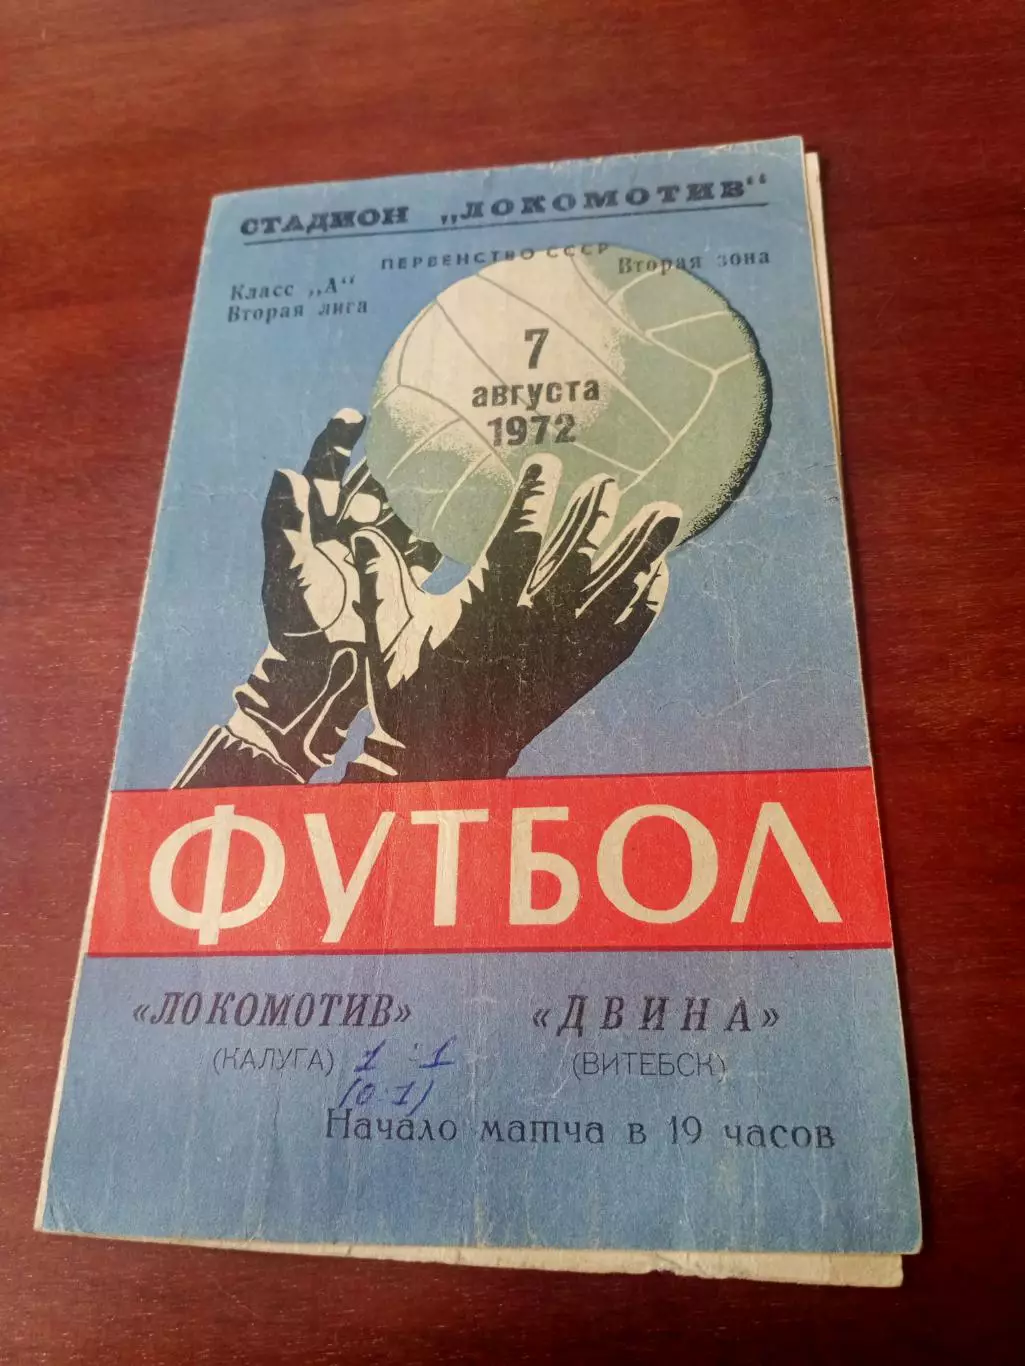 СТАДИОН „ЛОКОМОТИВ“
ПЕРВЕНСТВО СССР
Класс „А“
Вторая лига
Вторая зона
7
августа
1972
ФУТБОЛ
«ЛОКОМОТИВ» «ДВИНА»
(КАЛУГА) 1:1 (ВИТЕБСК)
(0:1)
Начало матча в 19 часов